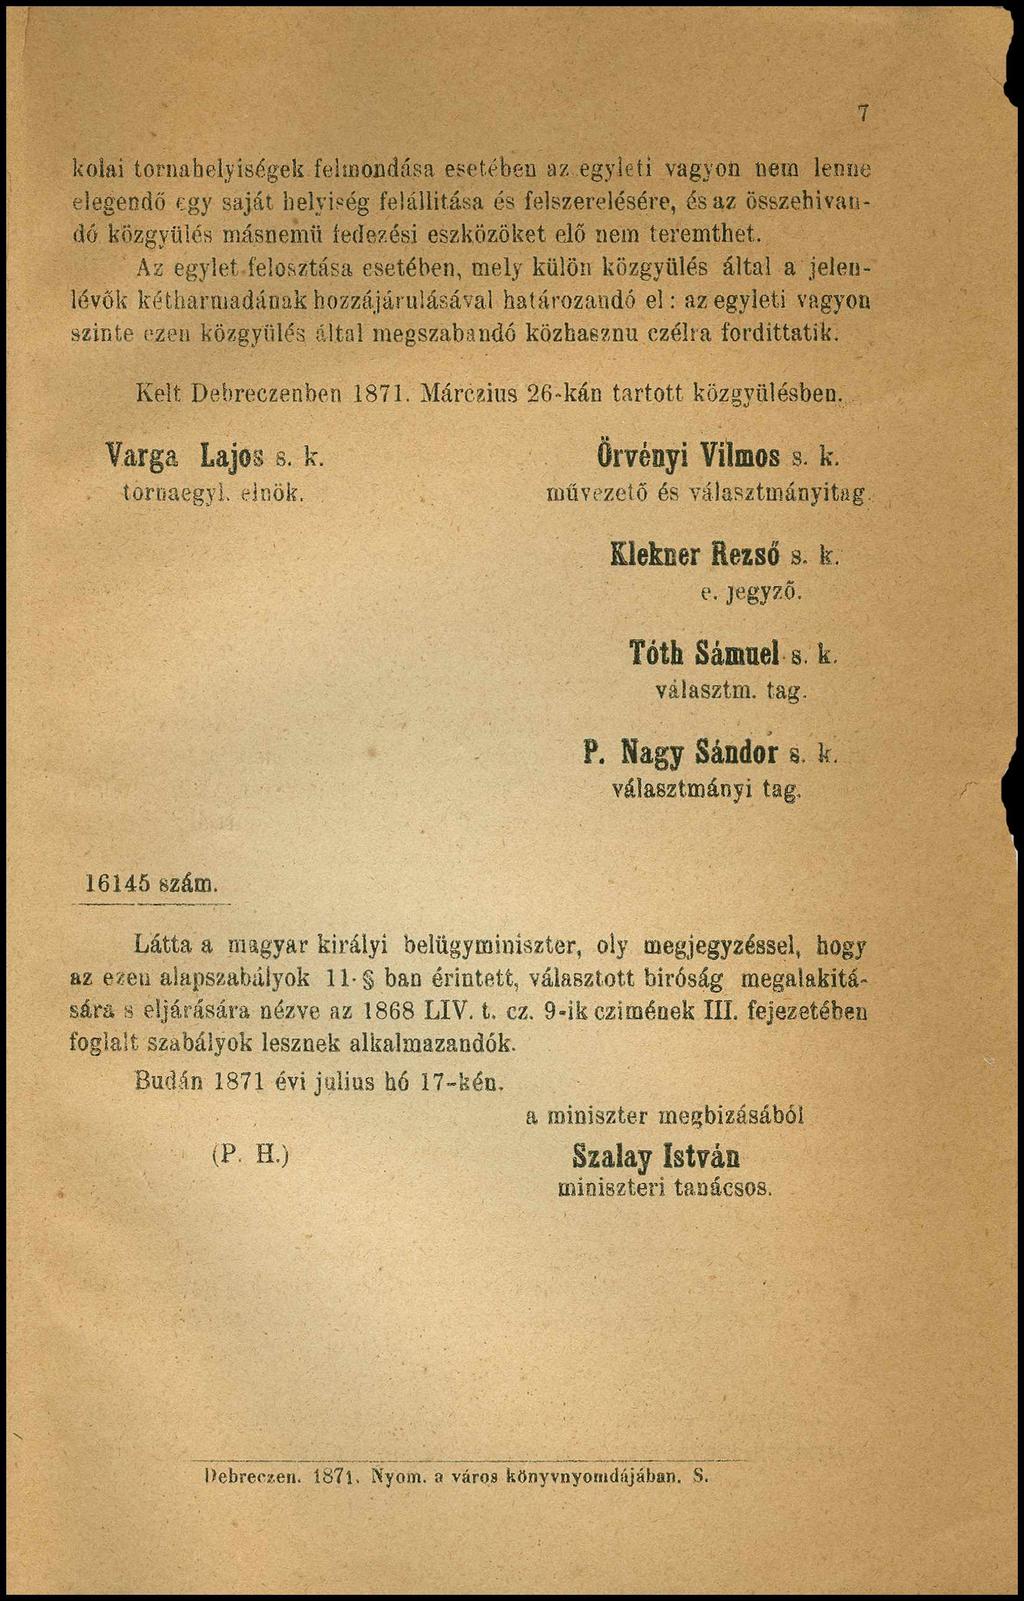 7
kolai tornahelyiségek felmondása esetében az egyleti vagyon nem lenne
elegendő egy saját helyiség felállitása és felszerelésére, és az összehivan-
dó közgyülés másnemü fedezési eszközöket elő nem teremthet.
Az egylet felosztása esetében, mely külön közgyülés által a jelen-
lévők kétharmadának hozzájárulásával határozandó el: az egyleti vagyon
szinte ezen közgyülés által megszabandó közhasznu czélra fordittatik.
Kelt Debreczenben 1871. Márczius 26-kán tartott közgyülésben.
Varga Lajos s. k.
tornaegyl. elnök.
Örvényi Vilmos s. k.
művezető és választmányitag.
Klekner Rezső s. k.
e. jegyző.
Tóth Sámuel s. k.
választm. tag.
P. Nagy Sándor s. k.
választmányi tag.
16145 szám.
Látta a magyar királyi belügyminiszter, oly megjegyzéssel, hogy
az ezen alapszabályok 11-§ ban érintett, választott biróság megalakitá-
sára s eljárására nézve az 1868 LIV. t. cz. 9-ik czimének III. fejezetében
foglalt szabályok lesznek alkalmazandók.
Budán 1871 évi julius hó 17-kén.
a miniszter megbizásából
(P. H.)
Szalay István
miniszteri tanácsos.
Debreczen. 1871. Nyom. a város könyvnyomdájában. S.